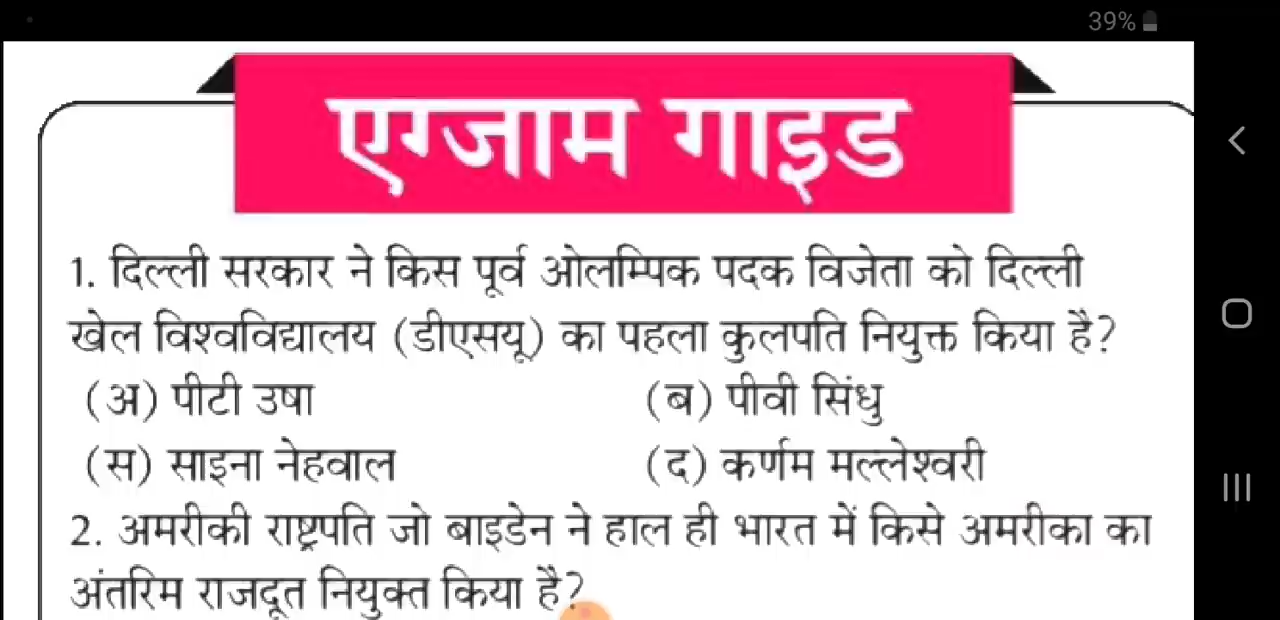 39%
एग्जाम गाइड
1. दिल्ली सरकार ने किस पूर्व ओलम्पिक पदक विजेता को दिल्ली
खेल विश्वविद्यालय (डीएसयू) का पहला कुलपति नियुक्त किया है?
(अ) पीटी उषा (ब) पीवी सिंधु
(स) साइना नेहवाल (द) कर्णम मल्लेश्वरी
2. अमरीकी राष्ट्रपति जो बाइडेन ने हाल ही भारत में किसे अमरीका का
अंतरिम राजदूत नियुक्त किया है?